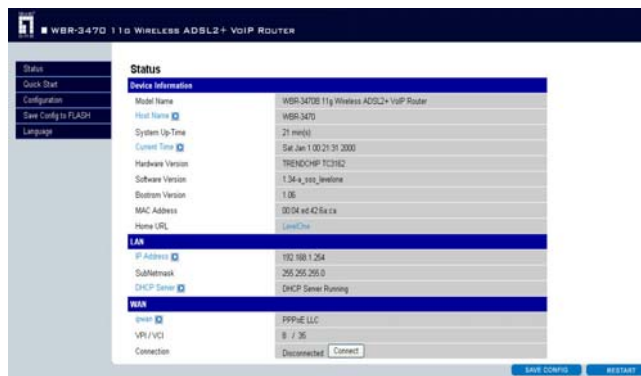 WBR-3470 11g Wireless ADSL2+ VoIP Router
Status
Quick Start
Configuration
Save Config to FLASH
Language
Status
Device Information
Model Name WBR-3470B 11g Wireless ADSL2+ VoIP Router
Host Name WBR-3470
System Up-Time 21 min(s)
Current Time Sat Jan 1 00:21:31 2000
Hardware Version TRENDCHIP TC3162
Software Version
Bootrom Version 1.06
MAC Address 00:04:ed:42:6a:ca
Home URL LevelOne
LAN
IP Address 192.168.1.254
SubNetmask 255.255.255.0
DHCP Server DHCP Server Running
WAN
ipwan PPPoE LLC
VPI / VCI 8 / 35
Connection Disconnected Connect
SAVE CONFIG RESTART